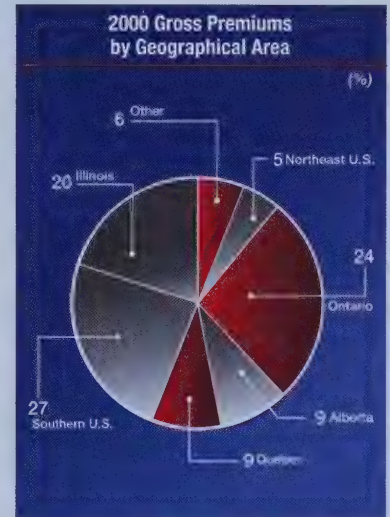 2000 Gross Premiums
by Geographical Area
(%)
6 Other
5 Northeast U.S.
20 Illinois
24
Ontario
27
Southern U.S.
9 Alberta
9 Quebec